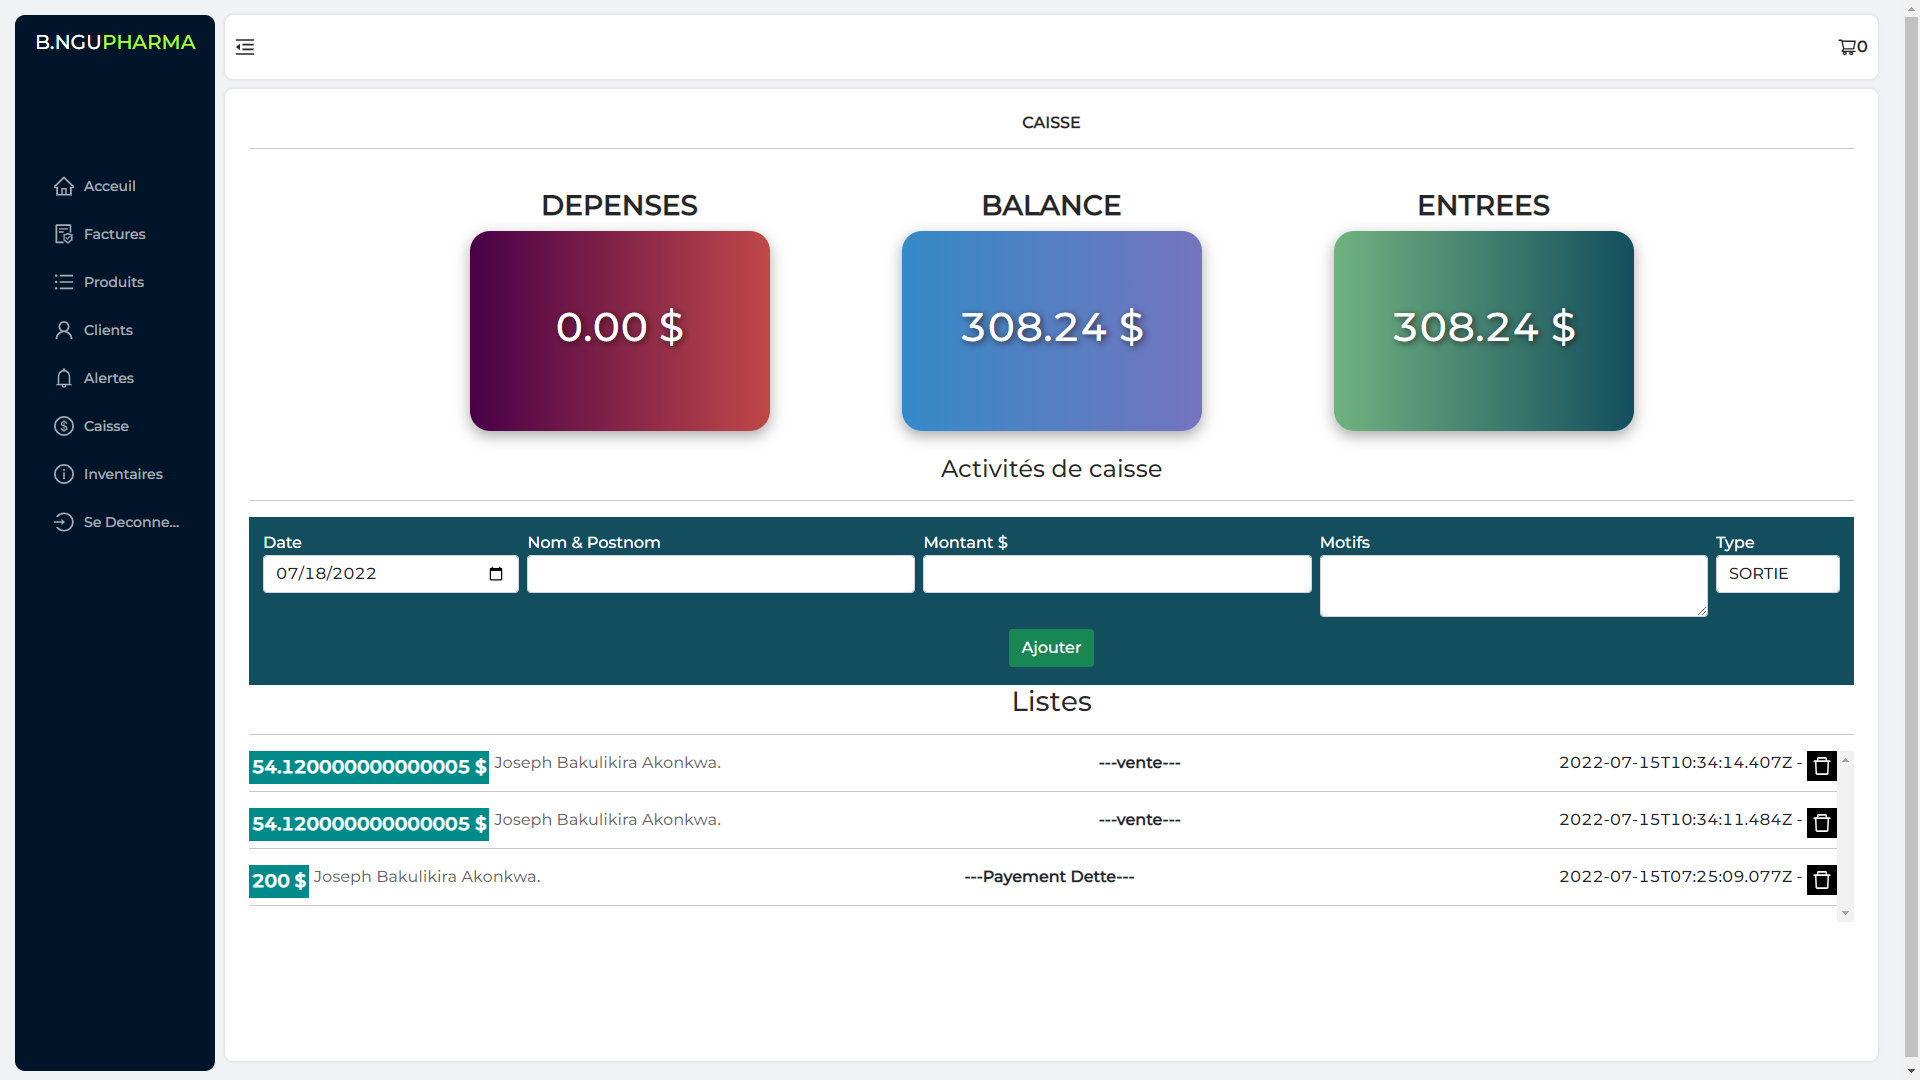 B.NGUPHARMA
0
Acceuil
Factures
Produits
Clients
Alertes
Caisse
Inventaires
Se Deconne...
CAISSE
DEPENSES
BALANCE
ENTREES
0.00 $
308.24 $
308.24 $
Activités de caisse
Date
Nom & Postnom
Montant $
Motifs
Type
07/18/2022
SORTIE
Ajouter
Listes
54.120000000000005 $ Joseph Bakulikira Akonkwa. ---vente--- 2022-07-15T10:34:14.407Z -
54.120000000000005 $ Joseph Bakulikira Akonkwa. ---vente--- 2022-07-15T10:34:11.484Z -
200 $ Joseph Bakulikira Akonkwa. ---Payement Dette--- 2022-07-15T07:25:09.077Z -